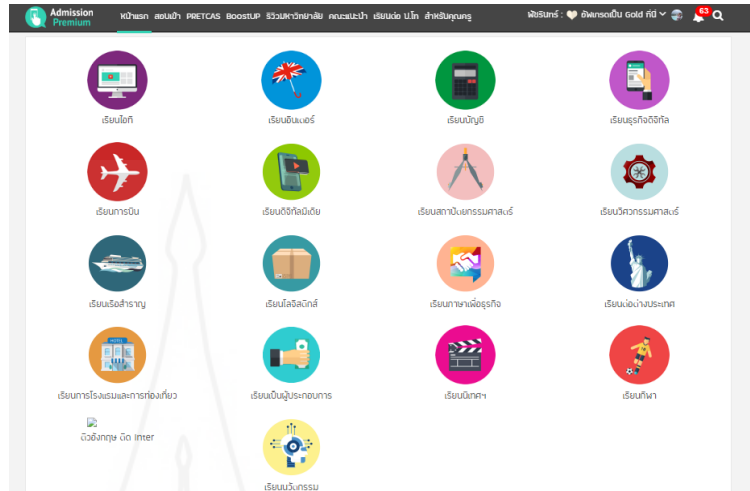 Admission
Premium
หน้าแรก สอบเข้า PRETCAS BoostUP รีวิวมหาวิทยาลัย คณะแนะนำ เรียนต่อ ม.โท สำหรับคุณครู
พัชรินทร์ : อัพเกรดเป็น Gold ที่นี่
63
เรียนไอที
เรียนอินเตอร์
เรียนบัญชี
เรียนธุรกิจดิจิทัล
เรียนการบิน
เรียนดิจิทัลมีเดีย
เรียนสถาปัตยกรรมศาสตร์
เรียนวิศวกรรมศาสตร์
เรียนเรือสำราญ
เรียนโลจิสติกส์
เรียนภาษาเพื่อธุรกิจ
เรียนต่อต่างประเทศ
HOTEL
เรียนการโรงแรมและการท่องเที่ยว
เรียนเป็นผู้ประกอบการ
เรียนนิเทศฯ
เรียนกีฬา
ติวอังกฤษ ติด Inter
เรียนนวัตกรรม